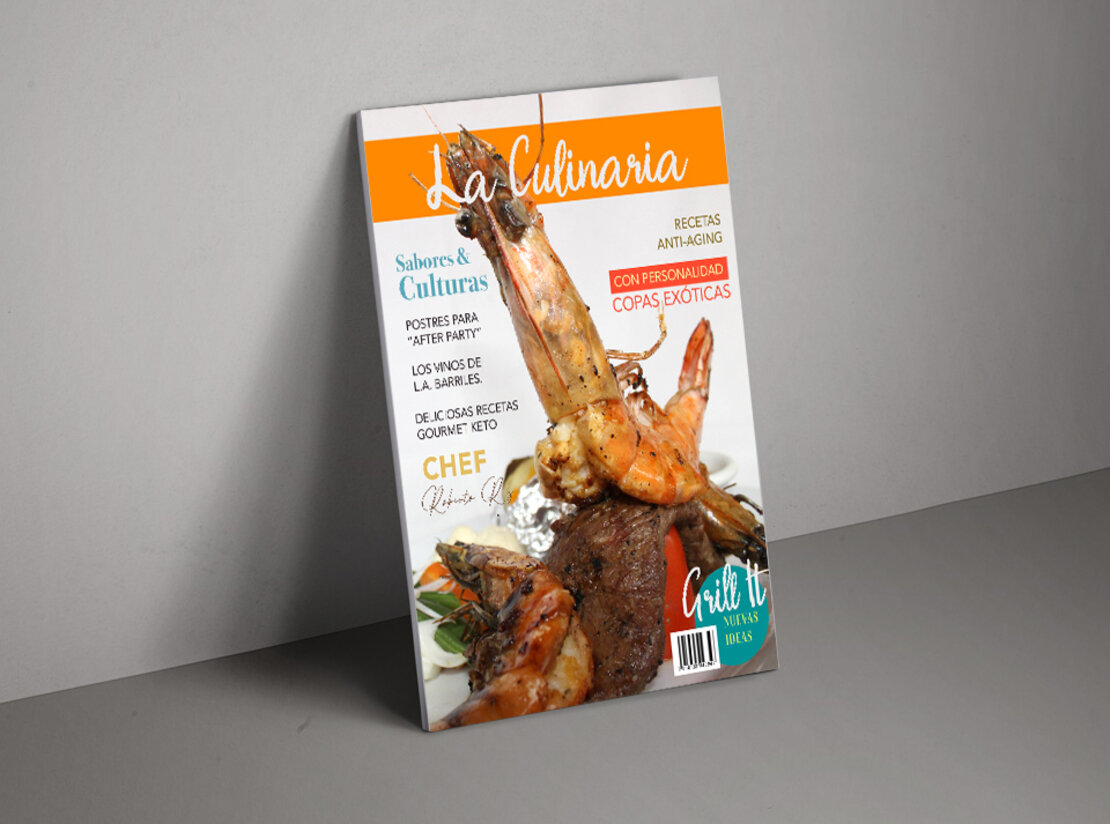 La Culinaria
Sabores &
Culturas
POSTRES PARA
"AFTER PARTY"
LOS VINOS DE
L.A. BARRILES.
DELICIOSAS RECETAS
GOURMET KETO
CHEF
Roberto
RECETAS
ANTI-AGING
CON PERSONALIDAD
COPAS EXÓTICAS
Grill It
NUEVAS
IDEAS